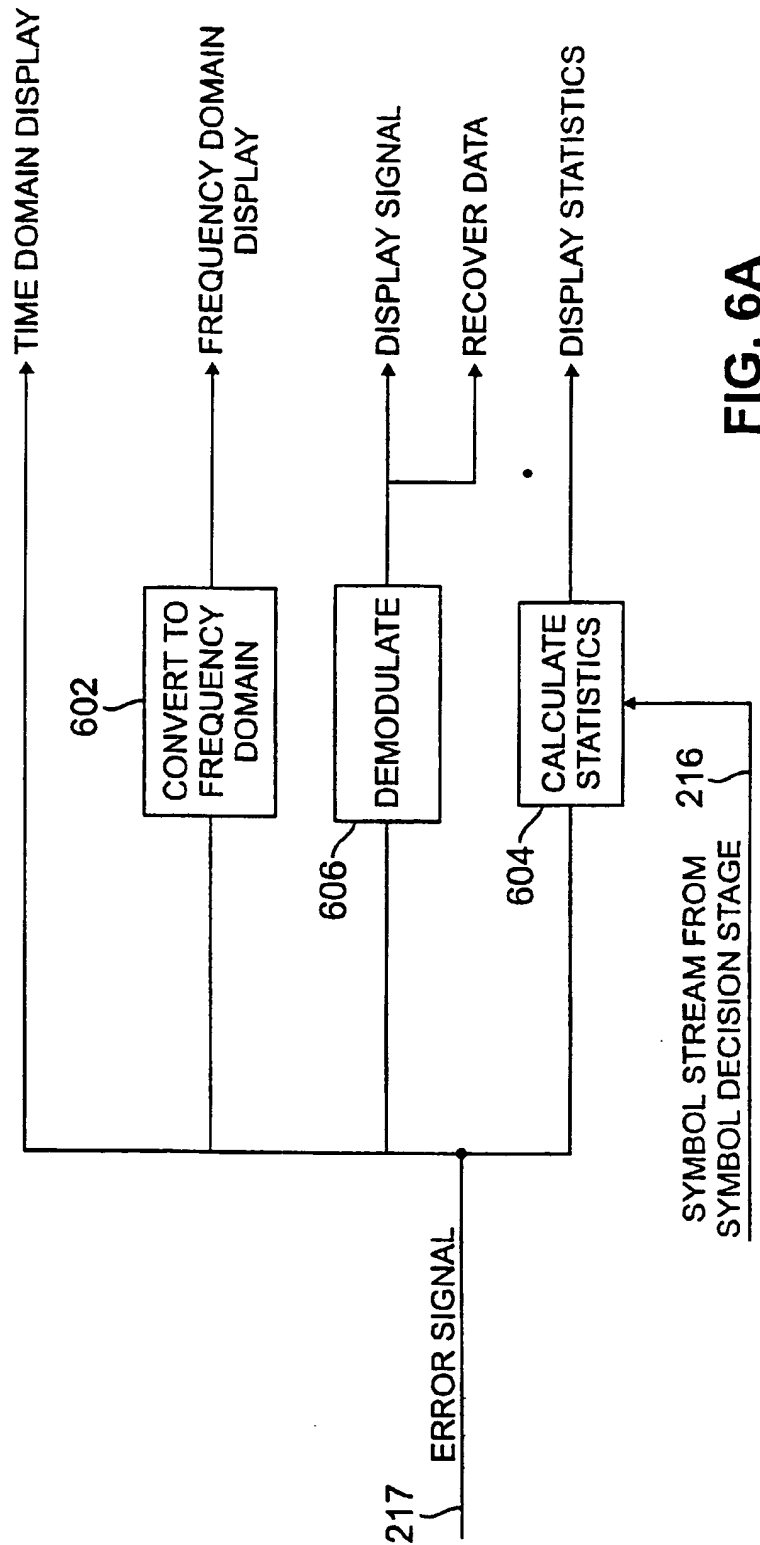 TIME DOMAIN DISPLAY
602
CONVERT TO
FREQUENCY
DOMAIN
FREQUENCY DOMAIN
DISPLAY
606
DEMODULATE
DISPLAY SIGNAL
RECOVER DATA
217
ERROR SIGNAL
604
CALCULATE
STATISTICS
DISPLAY STATISTICS
SYMBOL STREAM FROM
SYMBOL DECISION STAGE
216
FIG. 6A